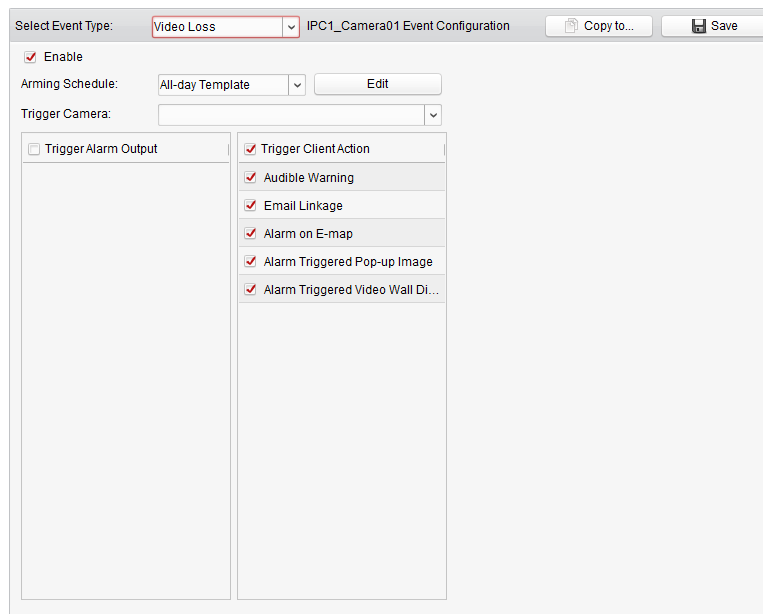 Select Event Type: Video Loss IPC1_Camera01 Event Configuration Copy to... Save
Enable
Arming Schedule: All-day Template Edit
Trigger Camera:
Trigger Alarm Output Trigger Client Action
Audible Warning
Email Linkage
Alarm on E-map
Alarm Triggered Pop-up Image
Alarm Triggered Video Wall Di...